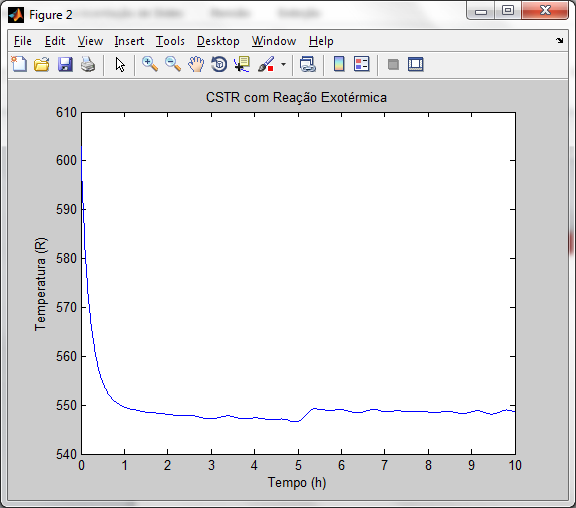 Figure 2
File Edit View Insert Tools Desktop Window Help
CSTR com Reação Exotérmica
610
600
590
580
570
560
550
540
Temperatura (R)
0 1 2 3 4 5 6 7 8 9 10
Tempo (h)